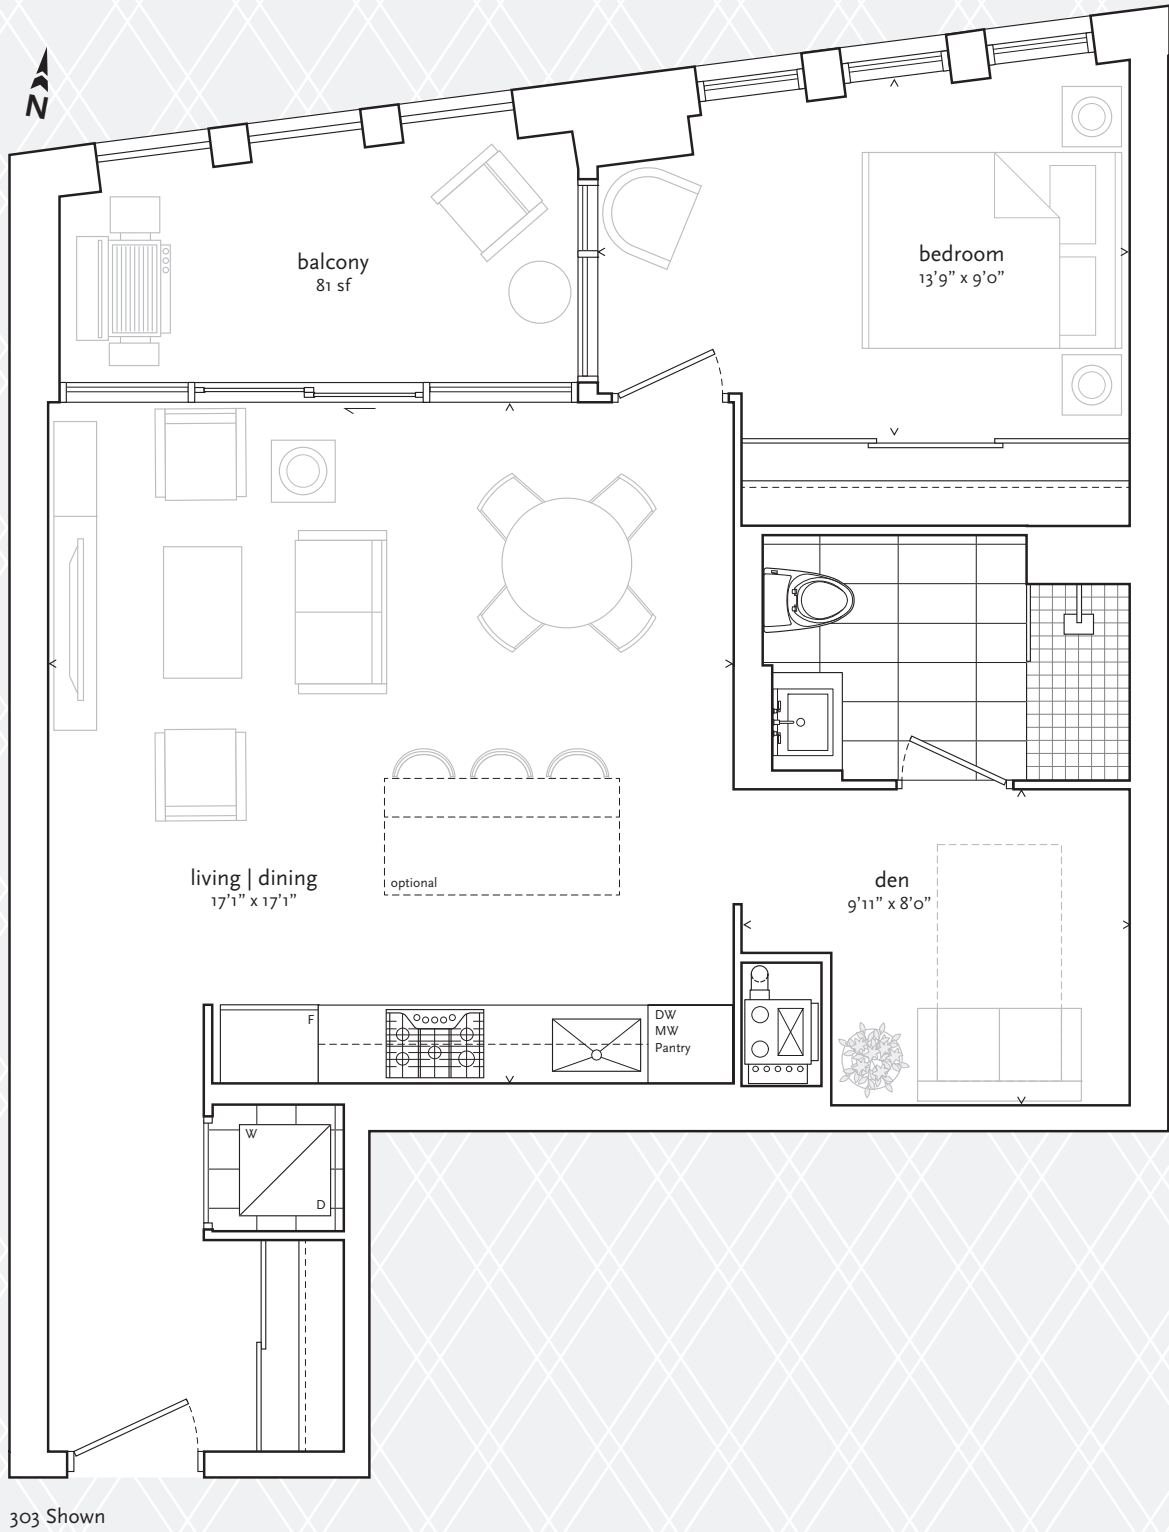 N
balcony
81 sf
bedroom
13'9" x 9'0"
living | dining
17'1" x 17'1"
optional
den
9'11" x 8'0"
F
DW
MW
Pantry
W
D
303 Shown